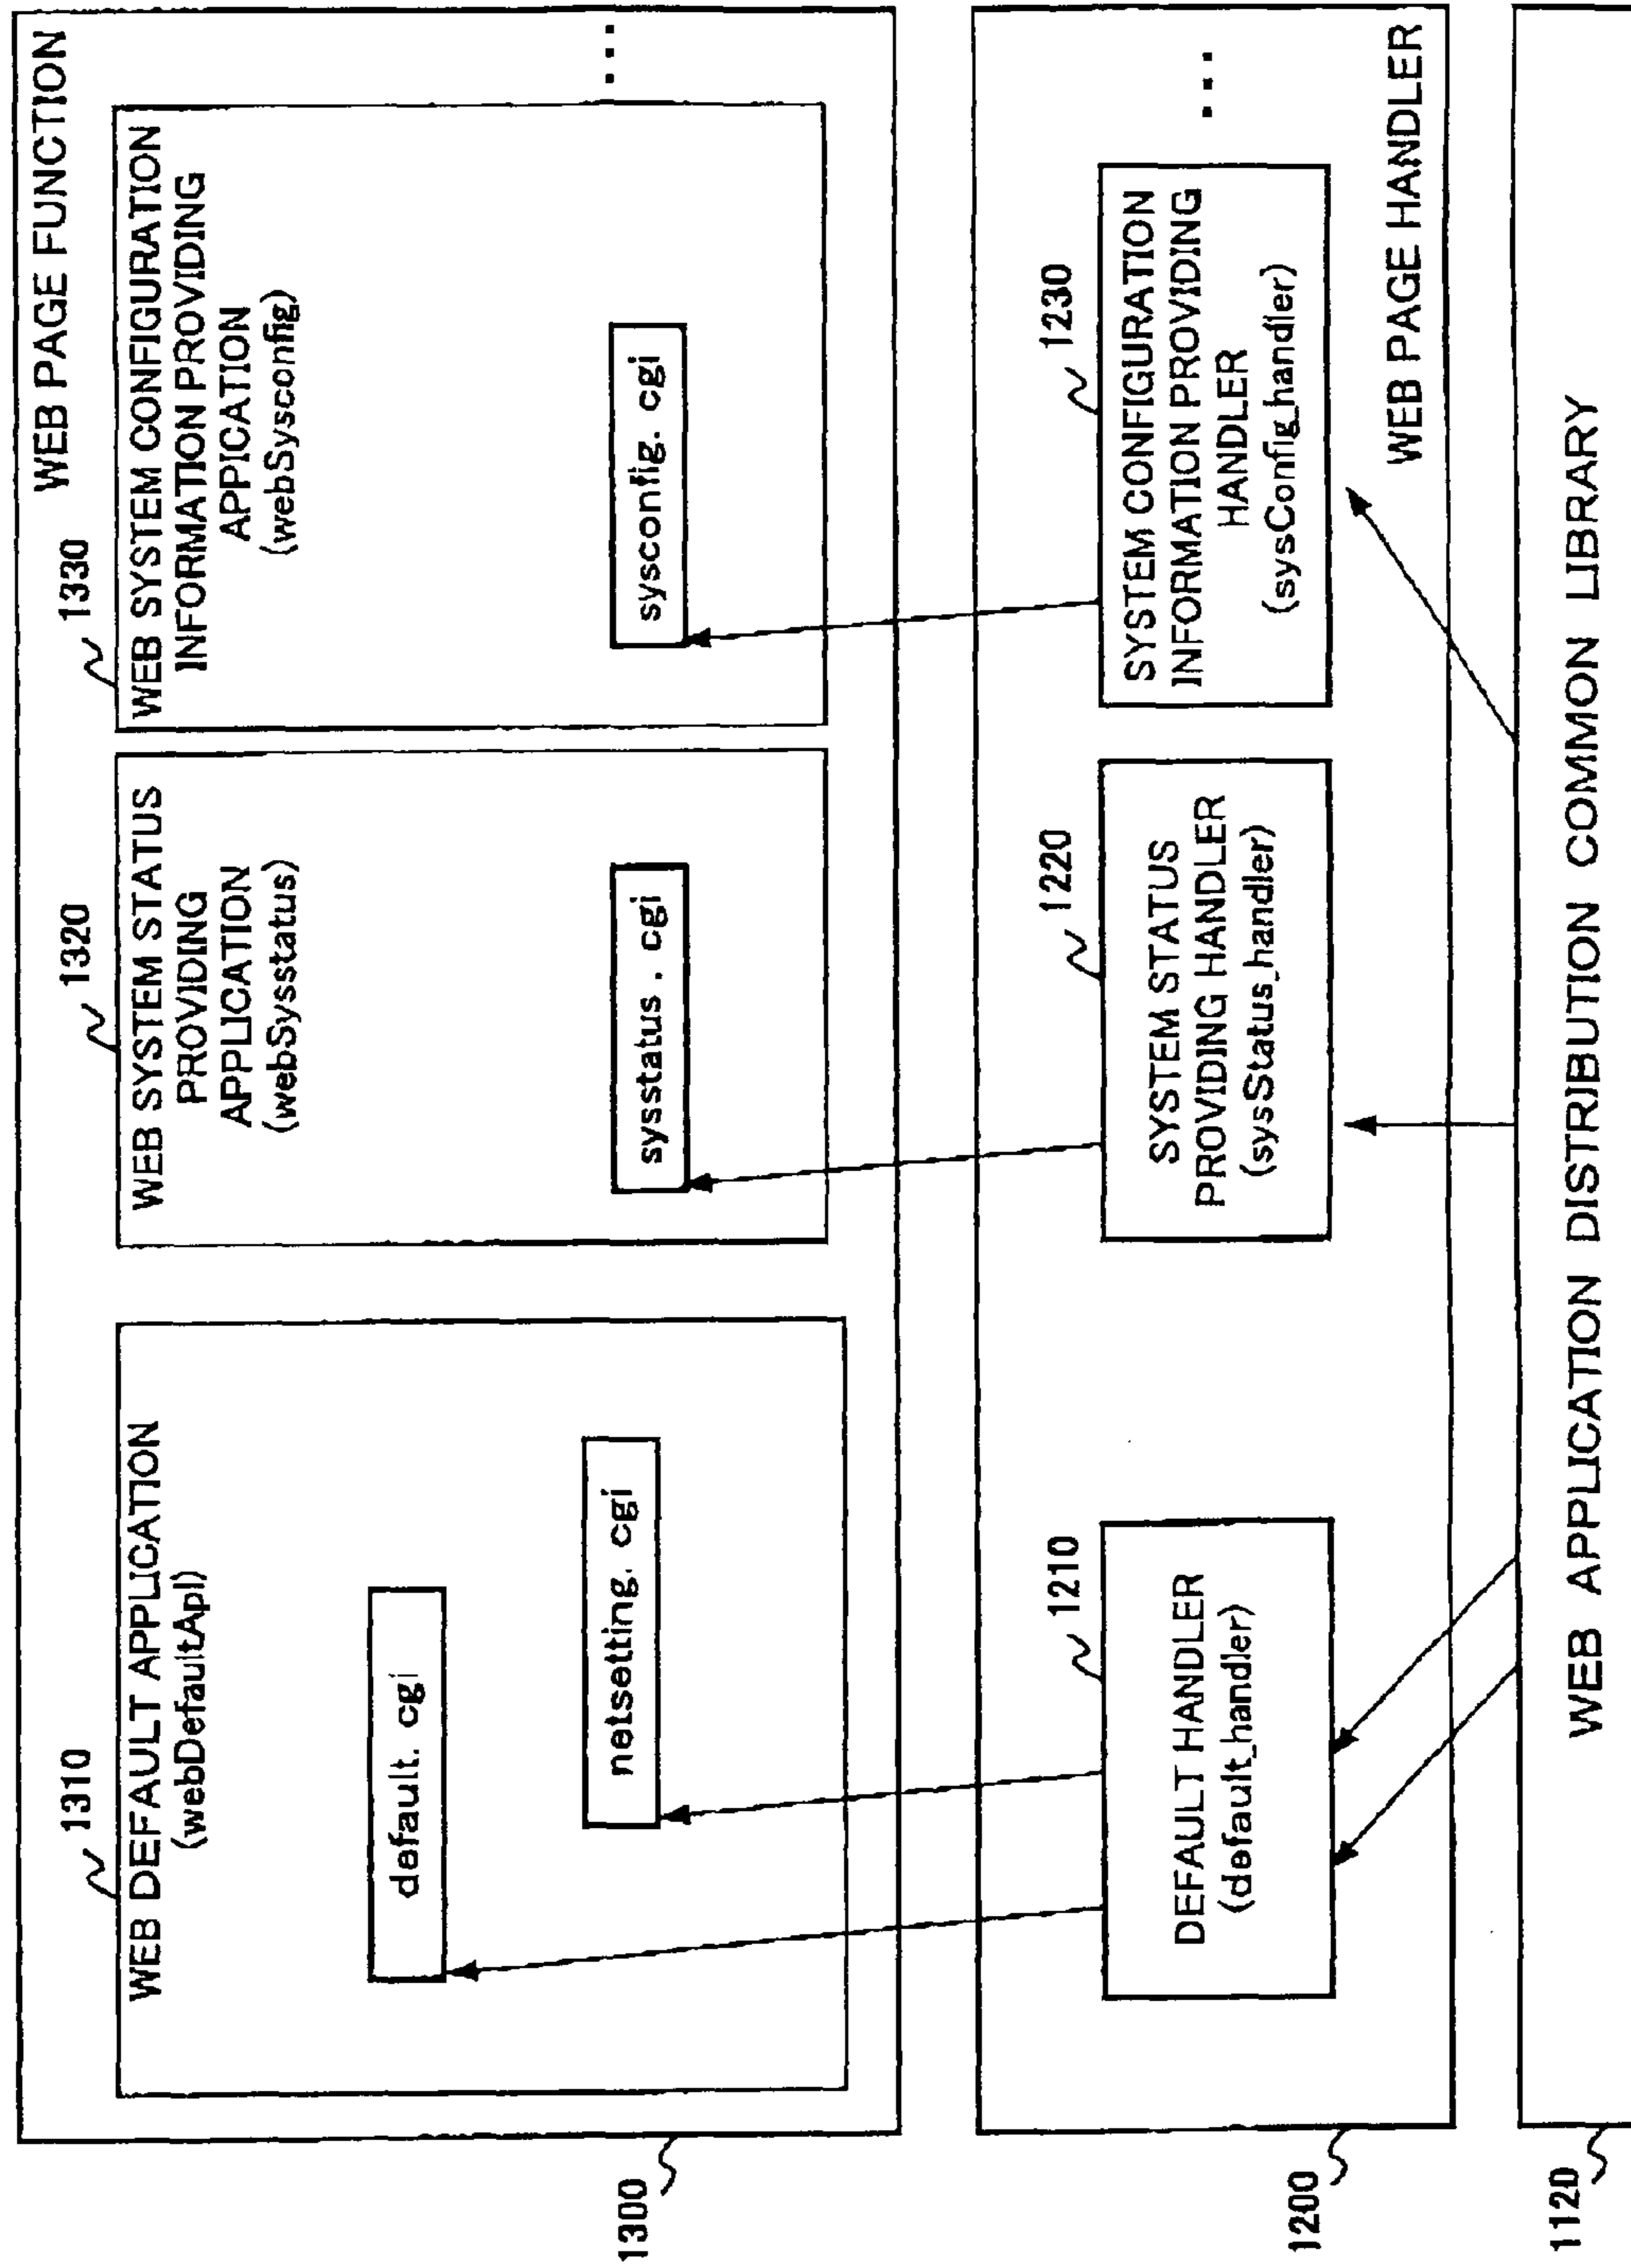 WEB PAGE FUNCTION
1310
WEB DEFAULT APPLICATION
(webDefaultApl)
default. cgi
netsetting. cgi
1320
WEB SYSTEM STATUS
PROVIDING
APPLICATION
(webSysstatus)
sysstatus . cgi
1330
WEB SYSTEM CONFIGURATION
INFORMATION PROVIDING
APPICATION
(webSysconfig)
sysconfig. cgi
...
1300
1210
DEFAULT HANDLER
(default_handler)
1220
SYSTEM STATUS
PROVIDING HANDLER
(sysStatus_handler)
1230
SYSTEM CONFIGURATION
INFORMATION PROVIDING
HANDLER
(sysConfig_handler)
...
WEB PAGE HANDLER
1200
WEB APPLICATION DISTRIBUTION COMMON LIBRARY
1120